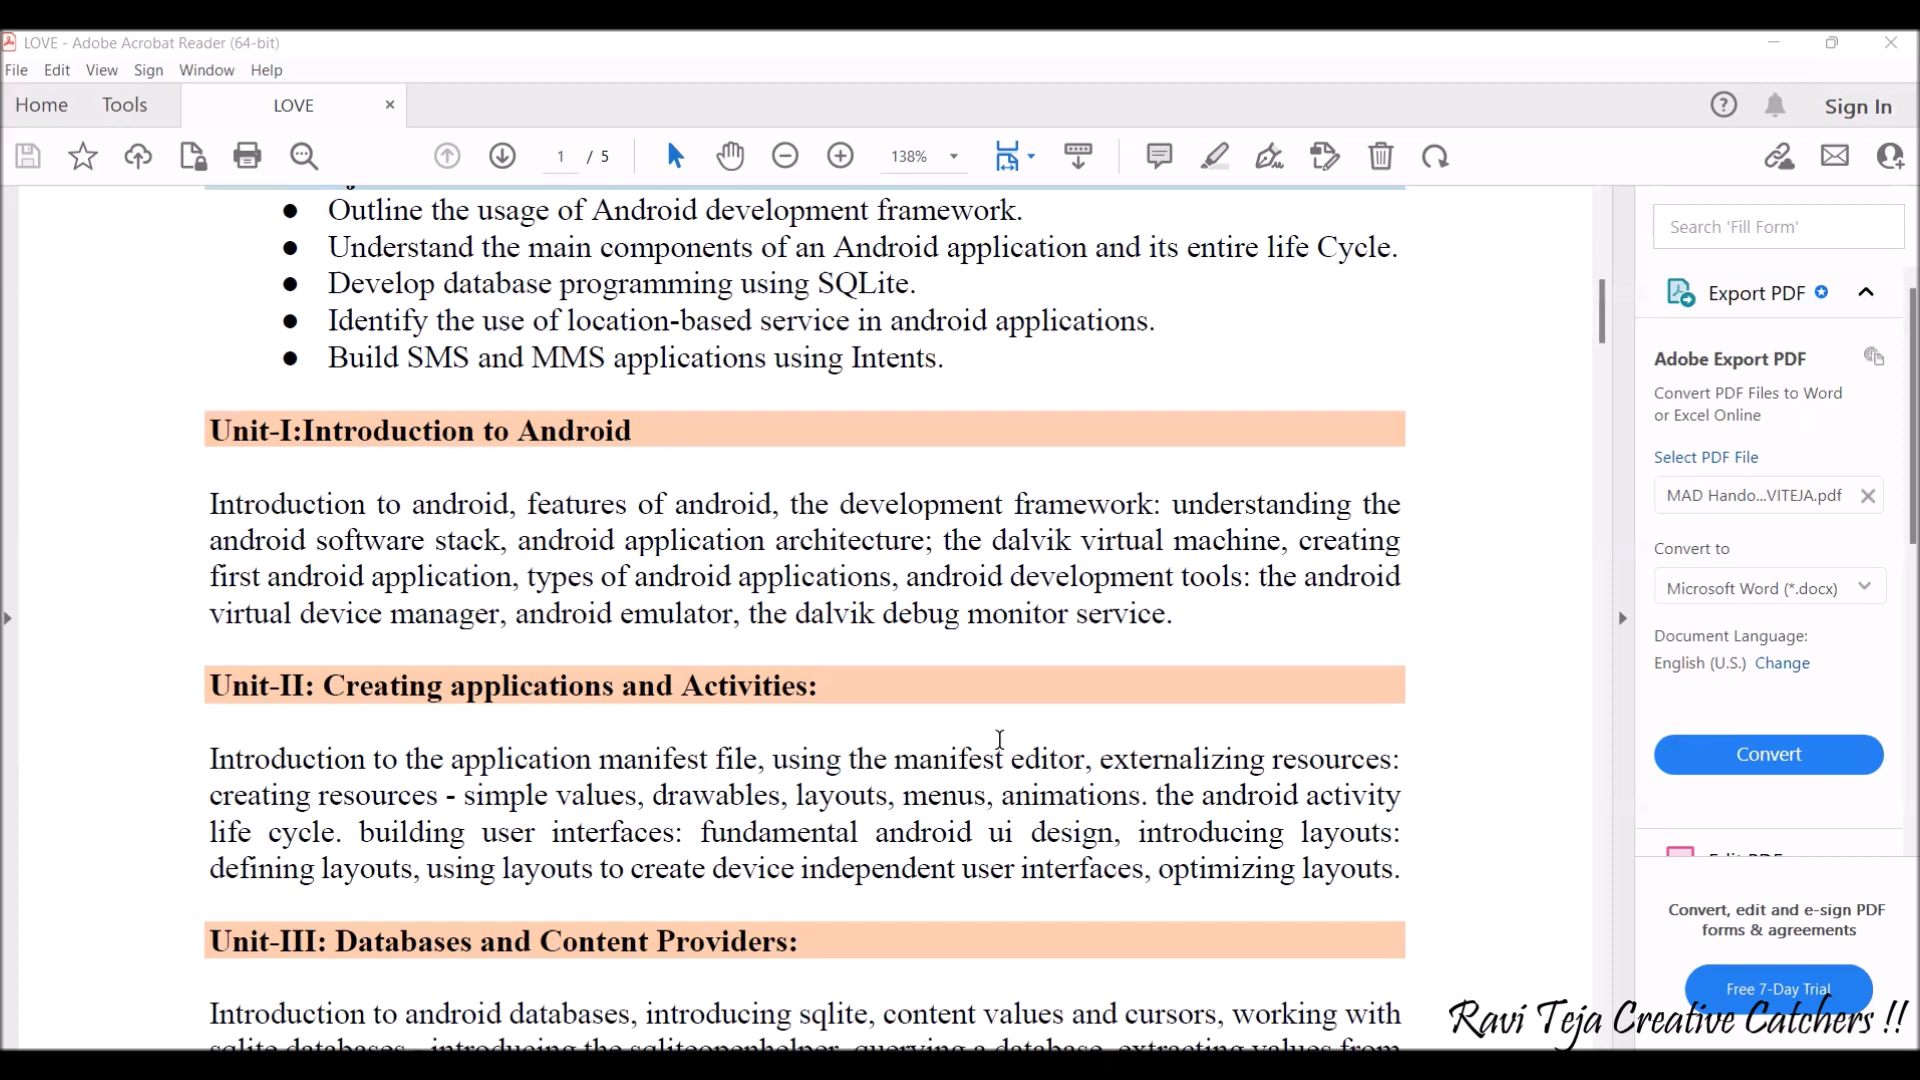 LOVE - Adobe Acrobat Reader (64-bit)
File Edit View Sign Window Help
Home Tools LOVE × Sign In
1 / 5 138%
● Outline the usage of Android development framework.
● Understand the main components of an Android application and its entire life Cycle.
● Develop database programming using SQLite.
● Identify the use of location-based service in android applications.
● Build SMS and MMS applications using Intents.
Unit-I:Introduction to Android
Introduction to android, features of android, the development framework: understanding the
android software stack, android application architecture; the dalvik virtual machine, creating
first android application, types of android applications, android development tools: the android
virtual device manager, android emulator, the dalvik debug monitor service.
Unit-II: Creating applications and Activities:
Introduction to the application manifest file, using the manifest editor, externalizing resources:
creating resources - simple values, drawables, layouts, menus, animations. the android activity
life cycle. building user interfaces: fundamental android ui design, introducing layouts:
defining layouts, using layouts to create device independent user interfaces, optimizing layouts.
Unit-III: Databases and Content Providers:
Introduction to android databases, introducing sqlite, content values and cursors, working with
sqlite databases - introducing the sqliteopenhelper, querying a database, extracting values from
Search 'Fill Form'
Export PDF
Adobe Export PDF
Convert PDF Files to Word
or Excel Online
Select PDF File
MAD Hando...VITEJA.pdf
Convert to
Microsoft Word (*.docx)
Document Language:
English (U.S.) Change
Convert
Edit PDF
Convert, edit and e-sign PDF
forms & agreements
Free 7-Day Trial
Ravi Teja Creative Catchers !!